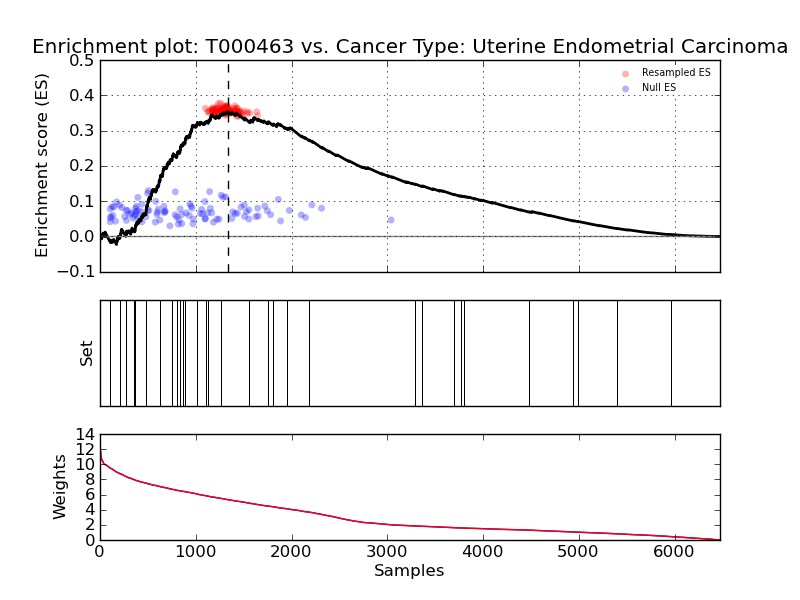 Enrichment plot: T000463 vs. Cancer Type: Uterine Endometrial Carcinoma
Enrichment score (ES)
0.5
0.4
0.3
0.2
0.1
0.0
−0.1
Resampled ES
Null ES
Set
Weights
14
12
10
8
6
4
2
0
0 1000 2000 3000 4000 5000 6000
Samples